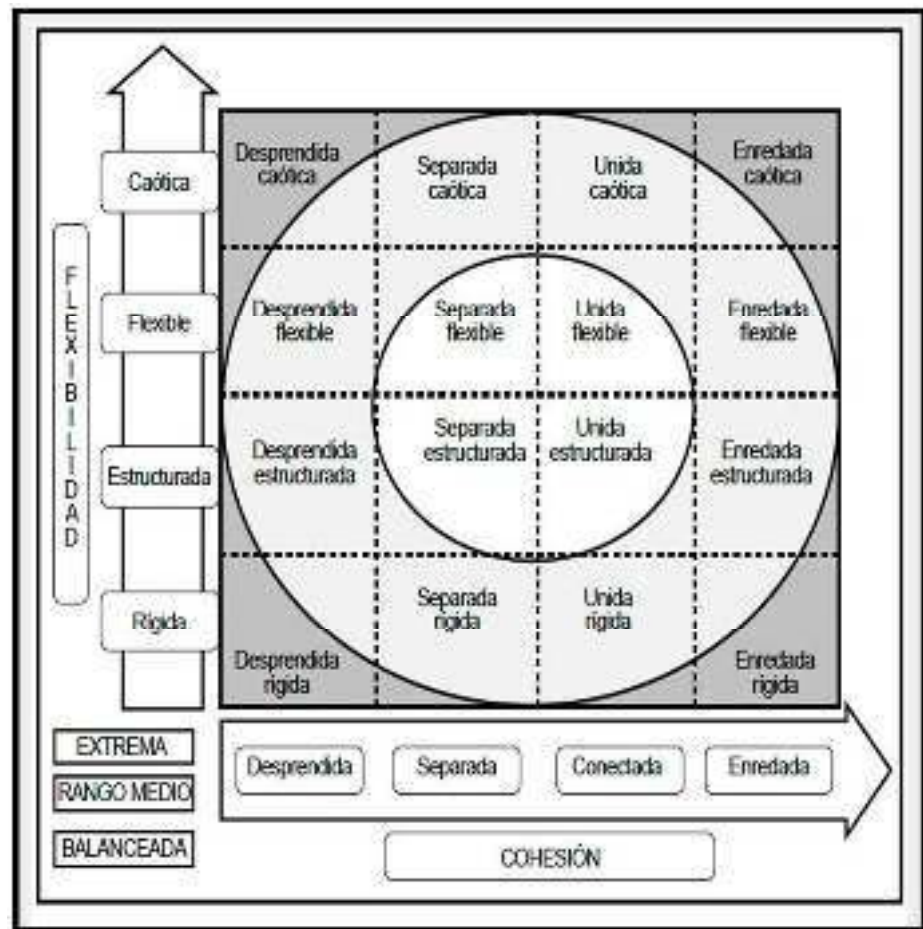 Caótica
Flexible
Estructurada
Rígida
FLEXIBILIDAD
Desprendida
caótica
Separada
caótica
Unida
caótica
Enredada
caótica
Desprendida
flexible
Separada
flexible
Unida
flexible
Enredada
flexible
Desprendida
estructurada
Separada
estructurada
Unida
estructurada
Enredada
estructurada
Desprendida
rígida
Separada
rígida
Unida
rígida
Enredada
rígida
EXTREMA
RANGO MEDIO
BALANCEADA
Desprendida
Separada
Conectada
Enredada
COHESIÓN